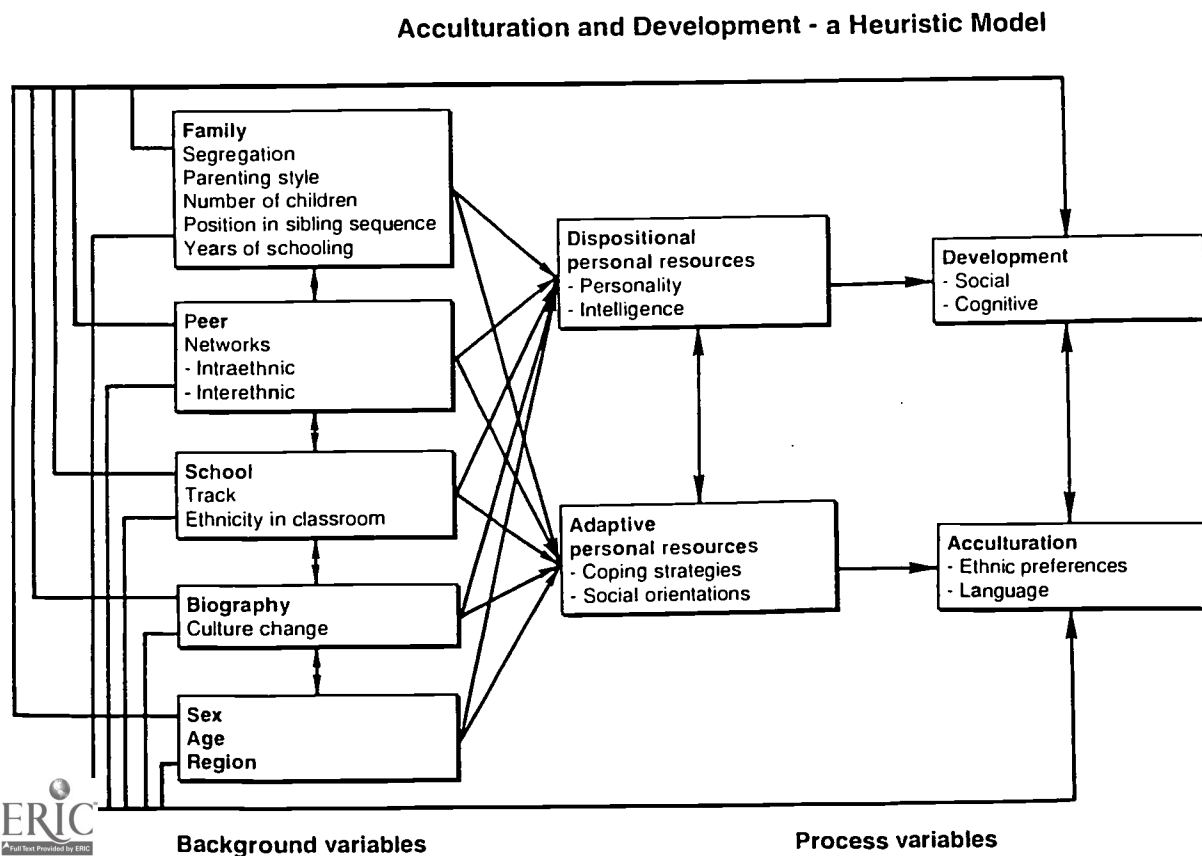 Acculturation and Development - a Heuristic Model
Family
Segregation
Parenting style
Number of children
Position in sibling sequence
Years of schooling
Peer
Networks
- Intraethnic
- Interethnic
School
Track
Ethnicity in classroom
Biography
Culture change
Sex
Age
Region
Dispositional
personal resources
- Personality
- Intelligence
Adaptive
personal resources
- Coping strategies
- Social orientations
Development
- Social
- Cognitive
Acculturation
- Ethnic preferences
- Language
Background variables
Process variables
ERIC
Full Text Provided by ERIC